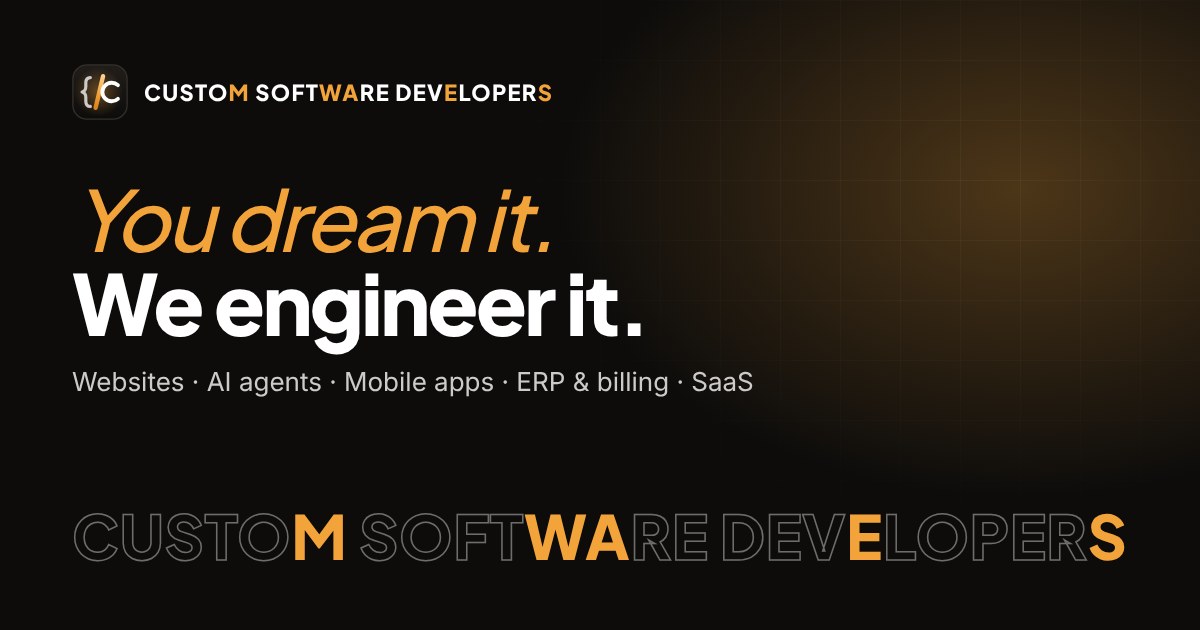 {/C CUSTOM SOFTWARE DEVELOPERS
You dream it.
We engineer it.
Websites · AI agents · Mobile apps · ERP & billing · SaaS
CUSTOM SOFTWARE DEVELOPERS